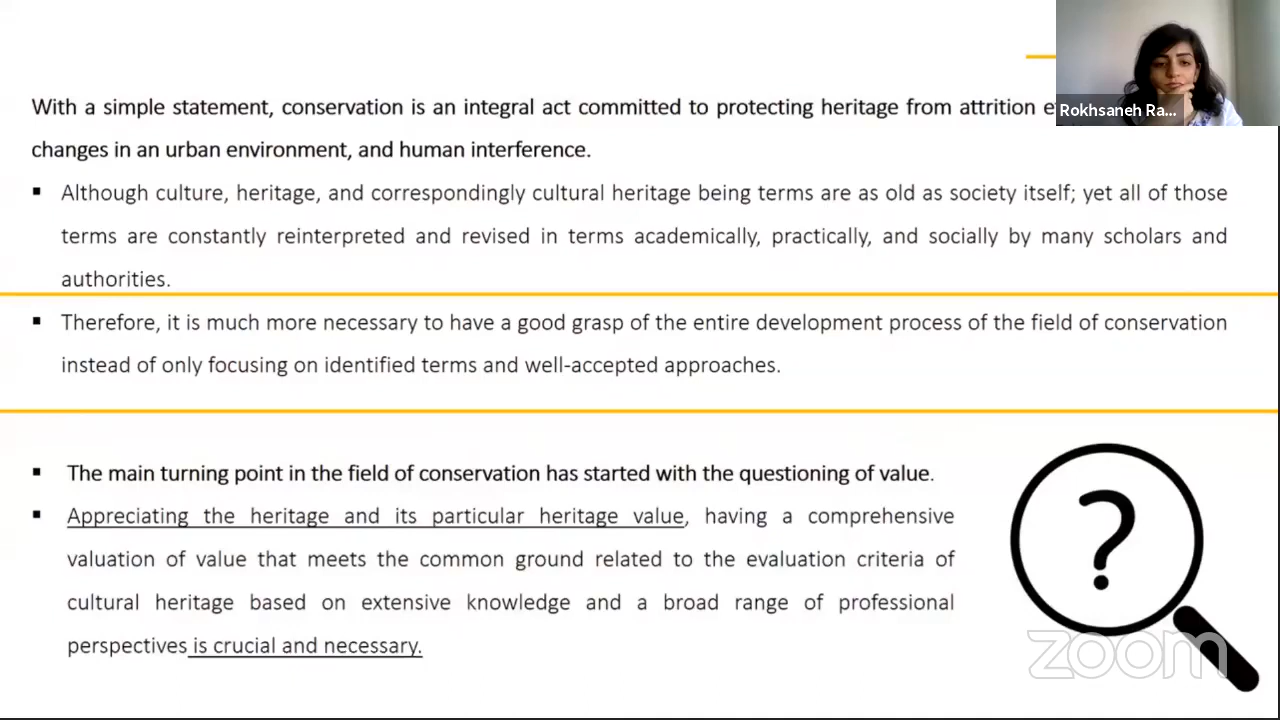 With a simple statement, conservation is an integral act committed to protecting heritage from attrition
changes in an urban environment, and human interference.
Rokhsaneh Ra...
▪ Although culture, heritage, and correspondingly cultural heritage being terms are as old as society itself; yet all of those
terms are constantly reinterpreted and revised in terms academically, practically, and socially by many scholars and
authorities.
▪ Therefore, it is much more necessary to have a good grasp of the entire development process of the field of conservation
instead of only focusing on identified terms and well-accepted approaches.
▪ The main turning point in the field of conservation has started with the questioning of value.
▪ Appreciating the heritage and its particular heritage value, having a comprehensive
valuation of value that meets the common ground related to the evaluation criteria of
cultural heritage based on extensive knowledge and a broad range of professional
perspectives is crucial and necessary.
?
zoom